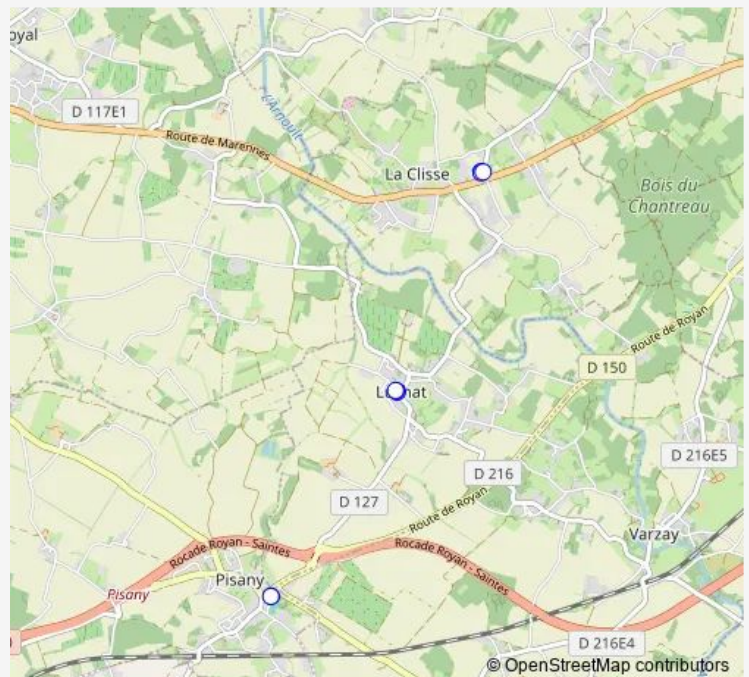 D 117E1
Route de Marennes
L'Arnoult
La Clisse
Bois du
Chantreau
Route de Royan
D 150
D 216E5
D 216
D 127
Route de Royan
Varzay
Rocade Royan - Saintes
Rocade Royan - Saintes
Pisany
Pisany
D 216E4
© OpenStreetMap contributors